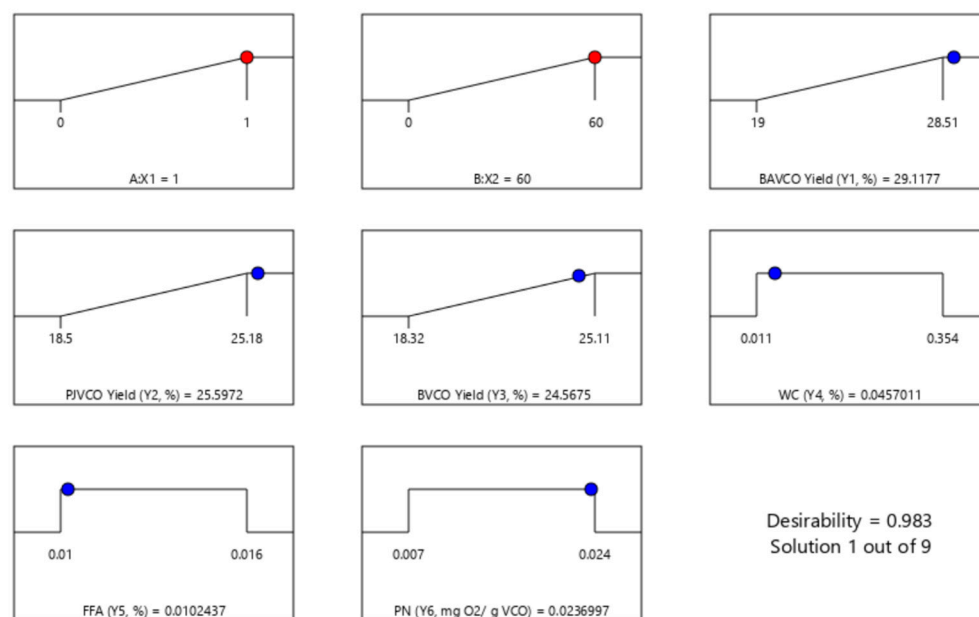 0 1
A:X1 = 1
0 60
B:X2 = 60
19 28.51
BAVCO Yield (Y1, %) = 29.1177
18.5 25.18
PJVCO Yield (Y2, %) = 25.5972
18.32 25.11
BVCO Yield (Y3, %) = 24.5675
0.011 0.354
WC (Y4, %) = 0.0457011
0.01 0.016
FFA (Y5, %) = 0.0102437
0.007 0.024
PN (Y6, mg O2/ g VCO) = 0.0236997
Desirability = 0.983
Solution 1 out of 9